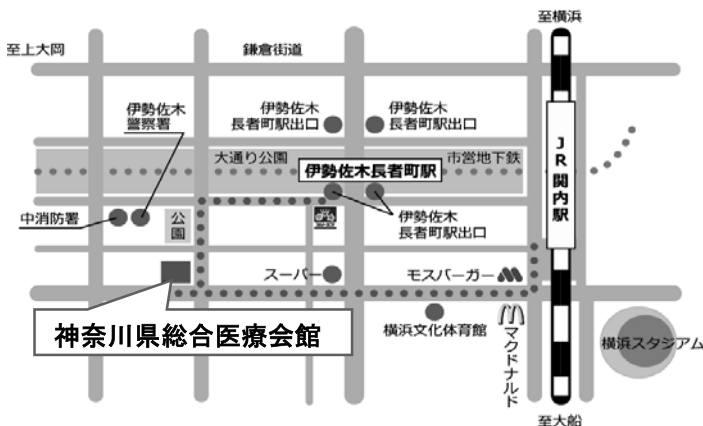 至横浜
至上大岡
鎌倉街道
伊勢佐木
警察署
伊勢佐木
長者町駅出口
伊勢佐木
長者町駅出口
JR関内駅
大通り公園
伊勢佐木長者町駅
市営地下鉄
中消防署
公園
伊勢佐木
長者町駅出口
スーパー
モスバーガー
神奈川県総合医療会館
横浜文化体育館
マクドナルド
横浜スタジアム
至大船